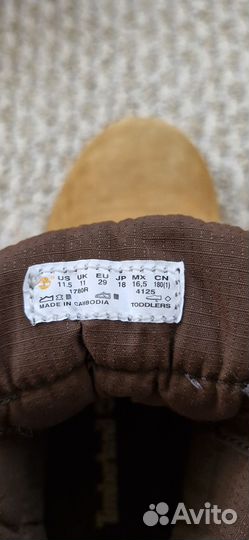 US UK EU JP MX CN
11.5 11 29 18 16,5 180(1)
1780R 4125
MADE IN CAMBODIA TODDLERS
Timberland
Avito